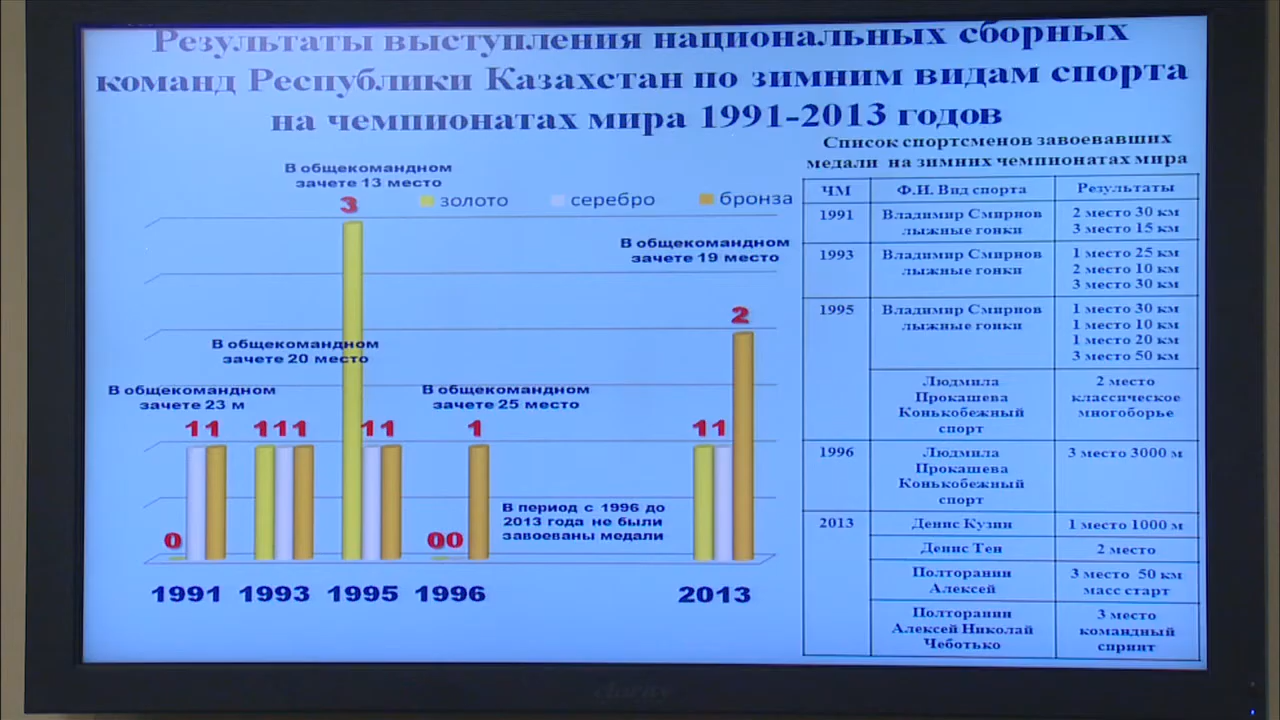 Результаты выступления национальных сборных
команд Республики Казахстан по зимним видам спорта
на чемпионатах мира 1991-2013 годов
В общекомандном
зачете 13 место
золото серебро бронза
3
В общекомандном
зачете 19 место
2
В общекомандном
зачете 20 место
В общекомандном
зачете 23 м
В общекомандном
зачете 25 место
11 111 11 1 11
0 00
В период с 1996 до
2013 года не были
завоеваны медали
1991 1993 1995 1996 2013
Список спортсменов завоевавших
медали на зимних чемпионатах мира
ЧМ Ф.И. Вид спорта Результаты
1991 Владимир Смирнов 2 место 30 км
лыжные гонки 3 место 15 км
1993 Владимир Смирнов 1 место 25 км
лыжные гонки 2 место 10 км
3 место 30 км
1995 Владимир Смирнов 1 место 30 км
лыжные гонки 1 место 10 км
1 место 20 км
3 место 50 км
Людмила 2 место
Прокашева классическое
Конькобежный многоборье
спорт
1996 Людмила 3 место 3000 м
Прокашева
Конькобежный
спорт
2013 Денис Кузин 1 место 1000 м
Денис Тен 2 место
Полторанин 3 место 50 км
Алексей масс старт
Полторанин 3 место
Алексей Николай командный
Чеботько спринт